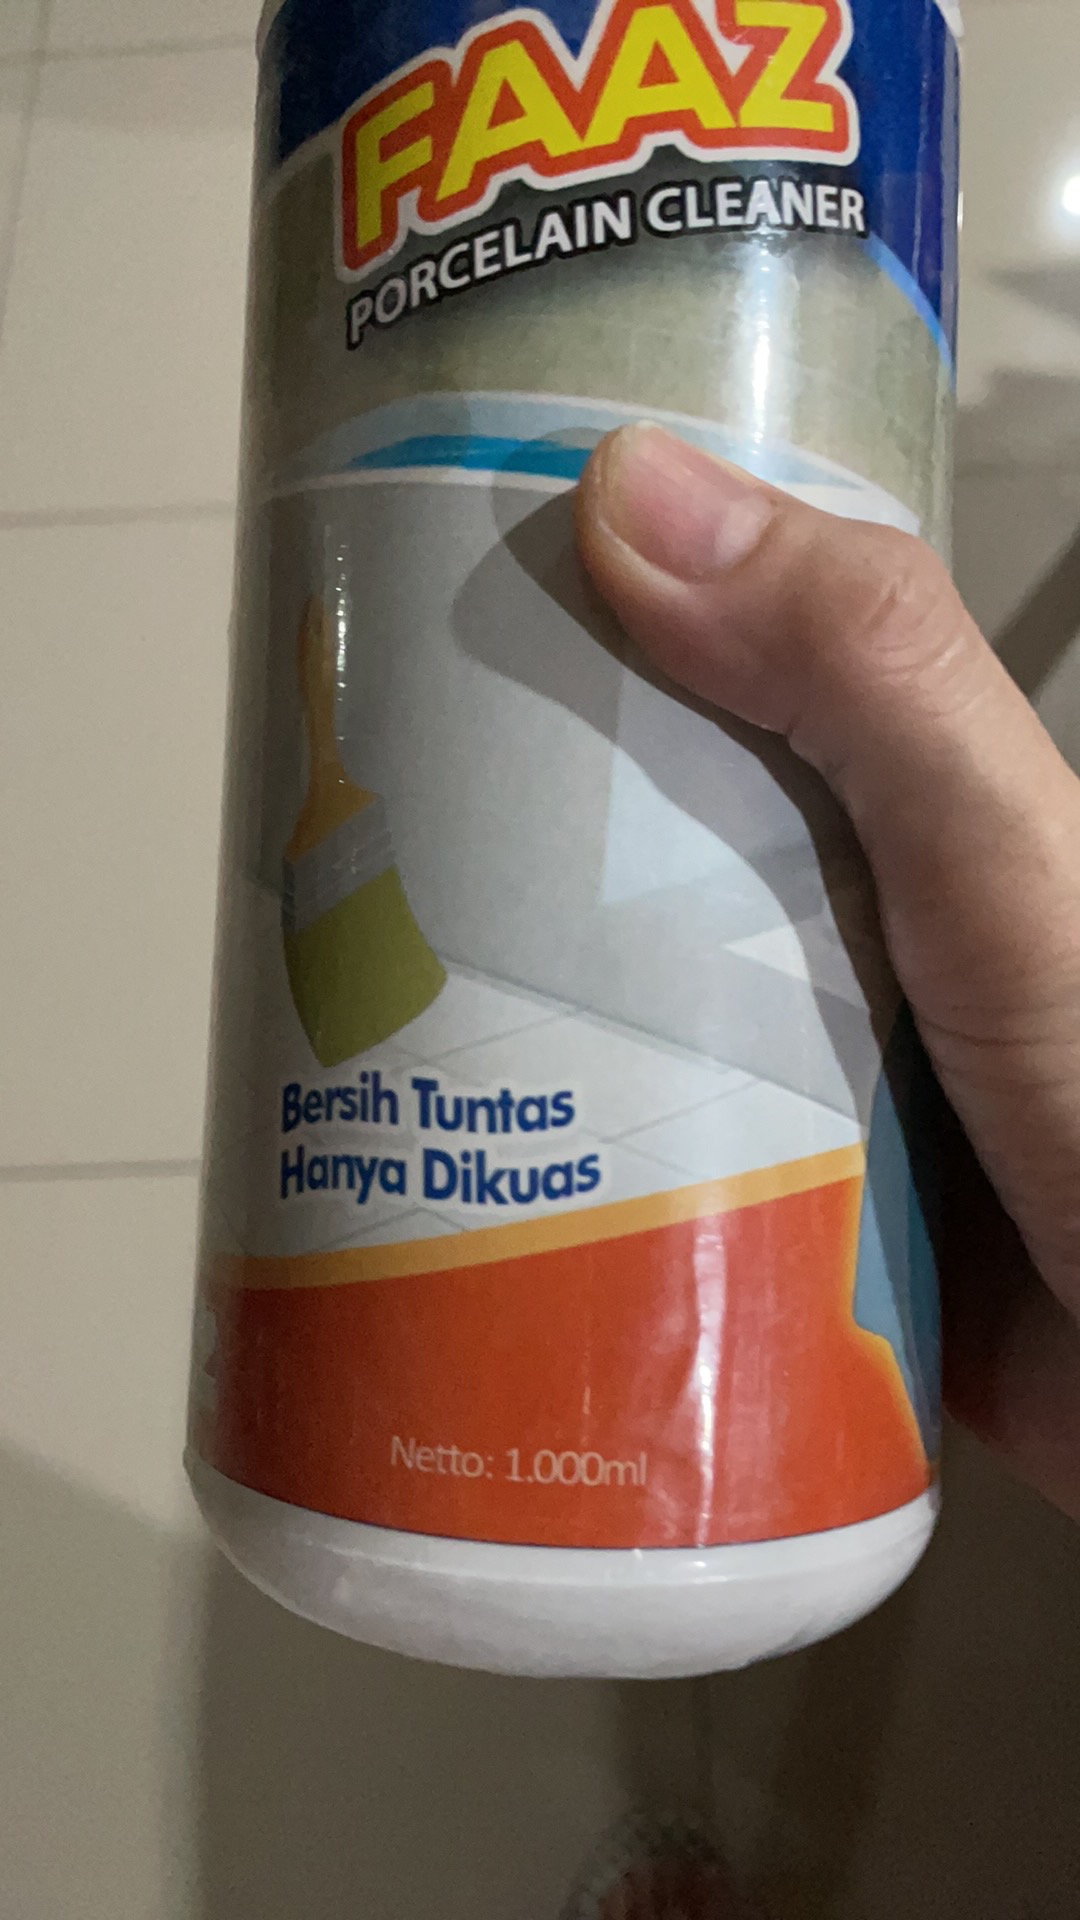 FAAZ
PORCELAIN CLEANER
Bersih Tuntas
Hanya Dikuas
Netto: 1.000ml